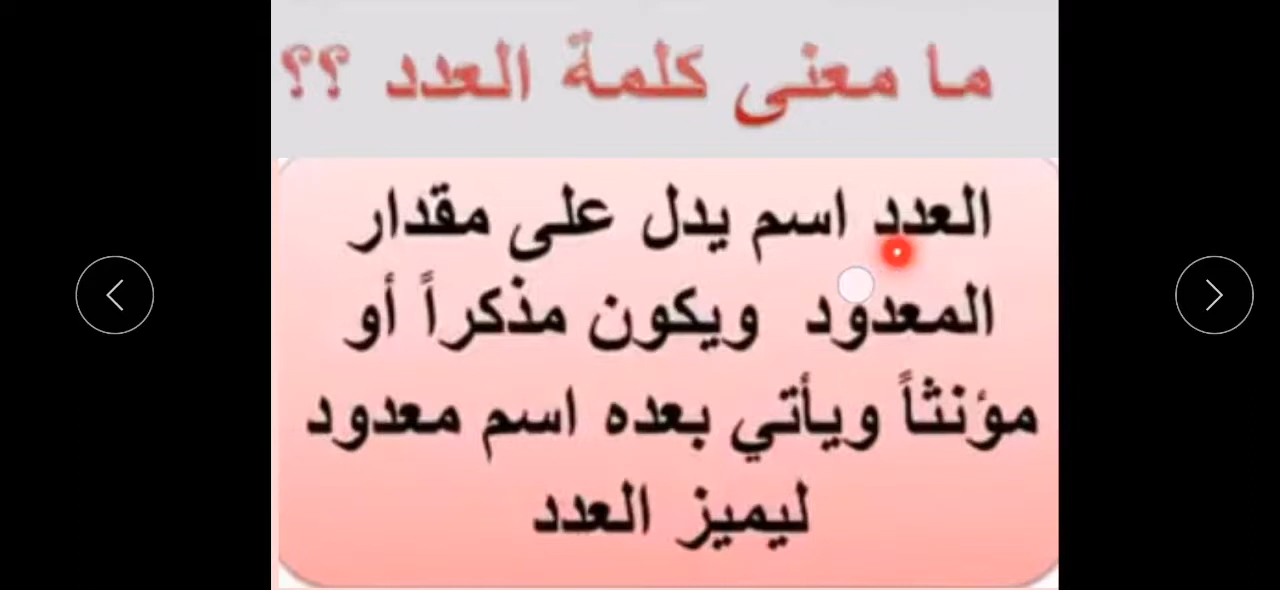 ما معنى كلمة العدد ؟؟
العدد اسم يدل على مقدار
المعدود ويكون مذكراً أو
مؤنثاً ويأتي بعده اسم معدود
ليميز العدد